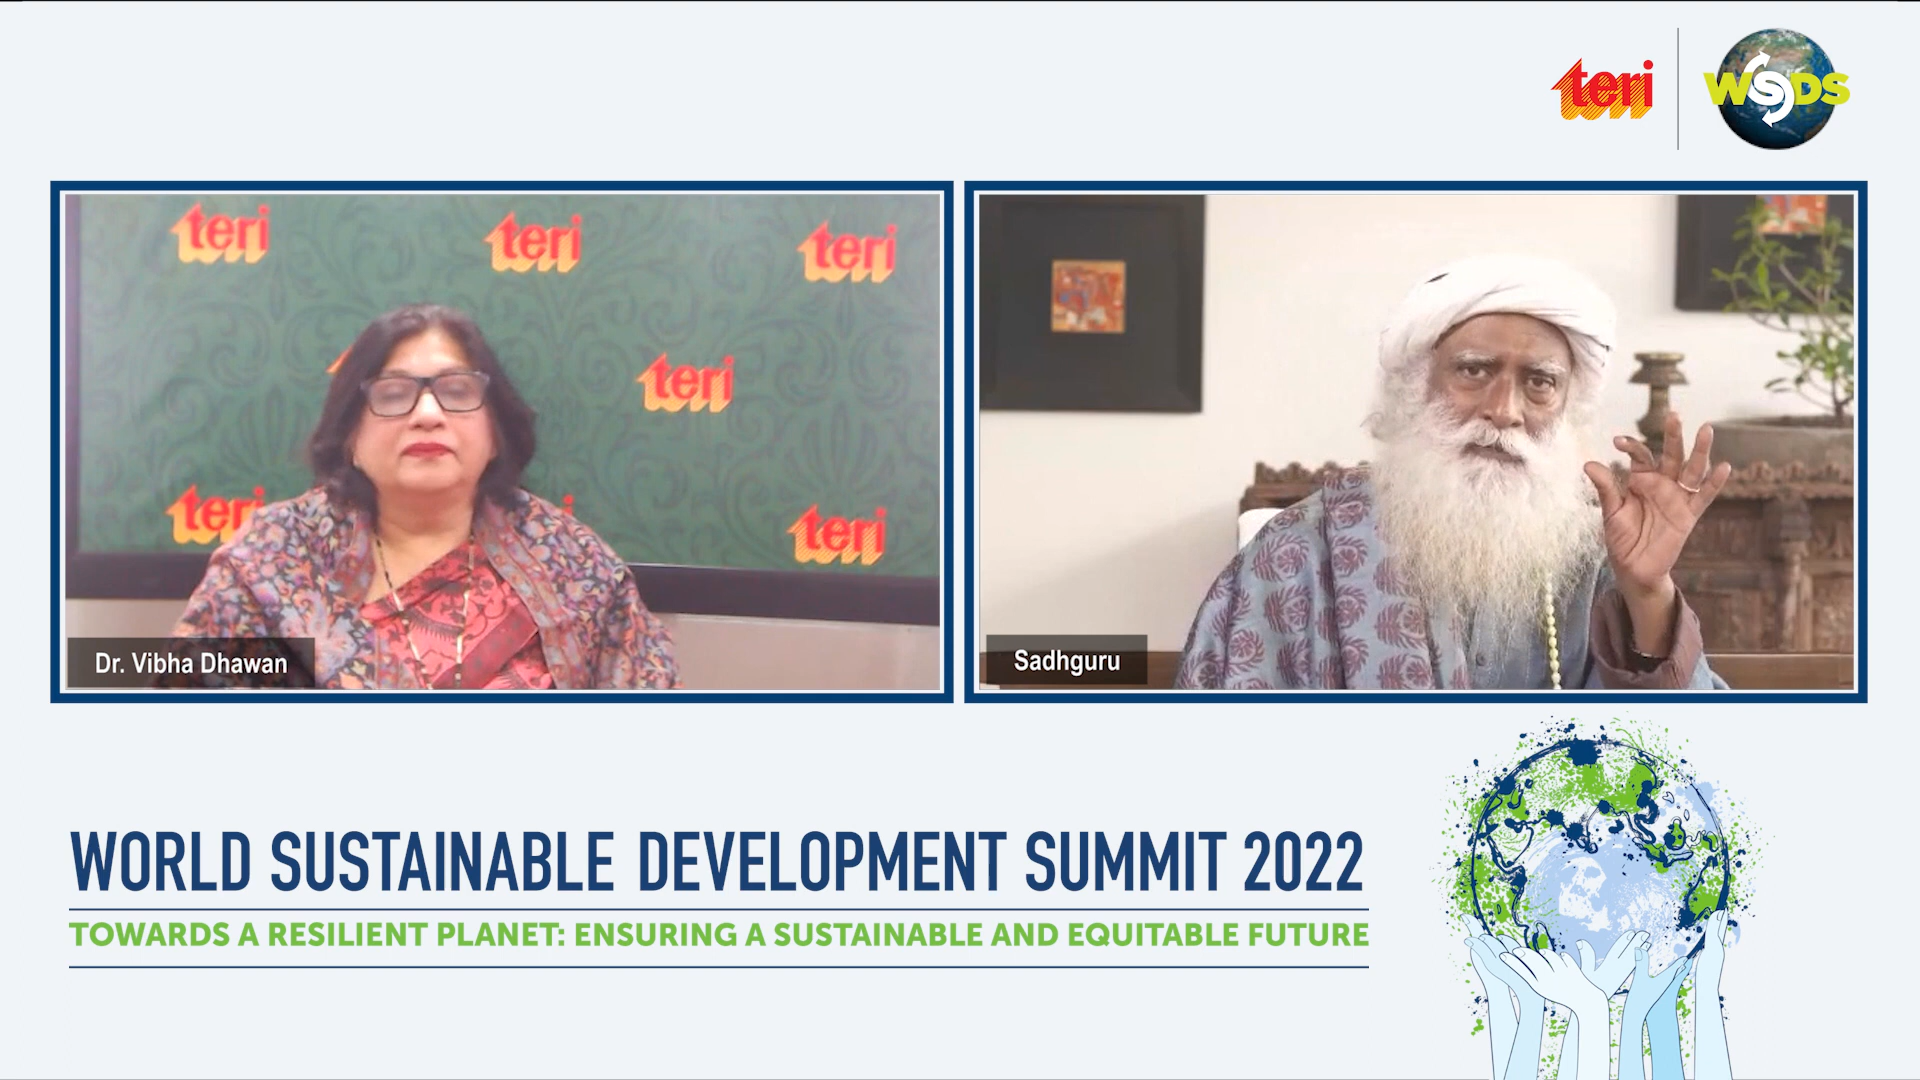 teri
WSDS
teri teri teri
teri
teri
teri
Dr. Vibha Dhawan
Sadhguru
WORLD SUSTAINABLE DEVELOPMENT SUMMIT 2022
TOWARDS A RESILIENT PLANET: ENSURING A SUSTAINABLE AND EQUITABLE FUTURE